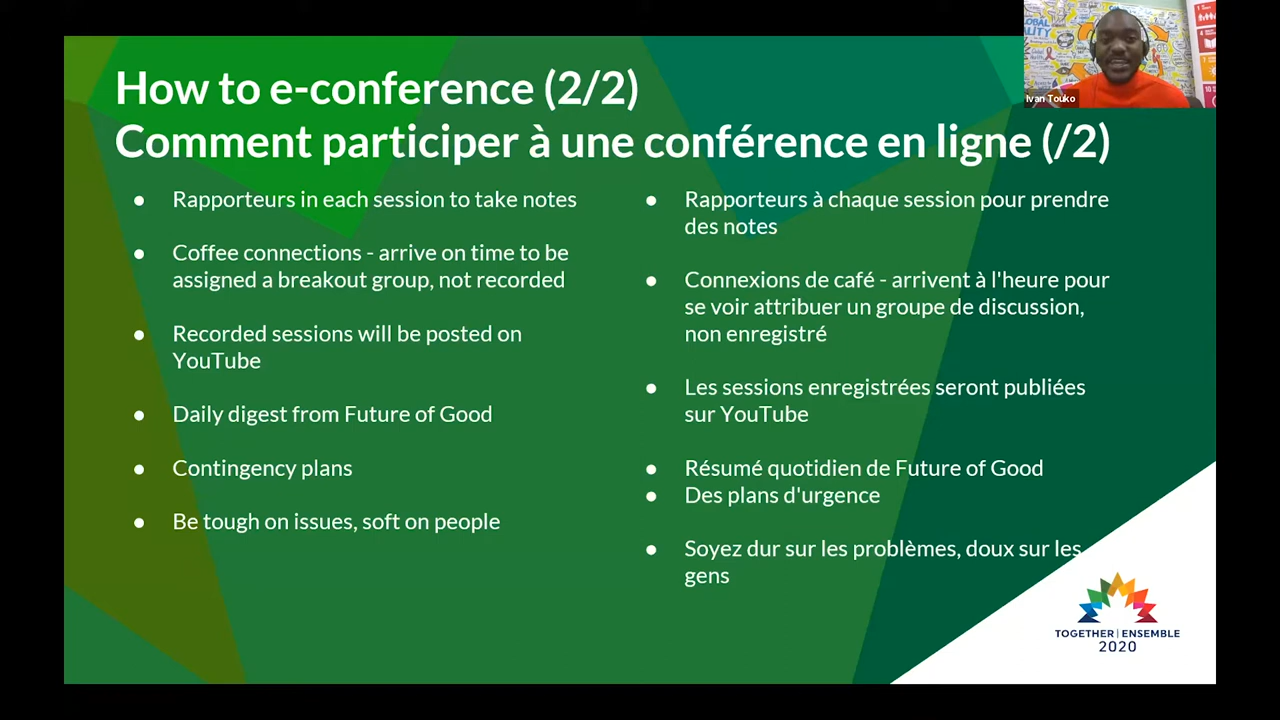 How to e-conference (2/2)
Comment participer à une conférence en ligne (/2)
● Rapporteurs in each session to take notes
● Coffee connections - arrive on time to be
assigned a breakout group, not recorded
● Recorded sessions will be posted on
YouTube
● Daily digest from Future of Good
● Contingency plans
● Be tough on issues, soft on people
● Rapporteurs à chaque session pour prendre
des notes
● Connexions de café - arrivent à l'heure pour
se voir attribuer un groupe de discussion,
non enregistré
● Les sessions enregistrées seront publiées
sur YouTube
● Résumé quotidien de Future of Good
● Des plans d'urgence
● Soyez dur sur les problèmes, doux sur les
gens
Ivan Touko
TOGETHER | ENSEMBLE
2020